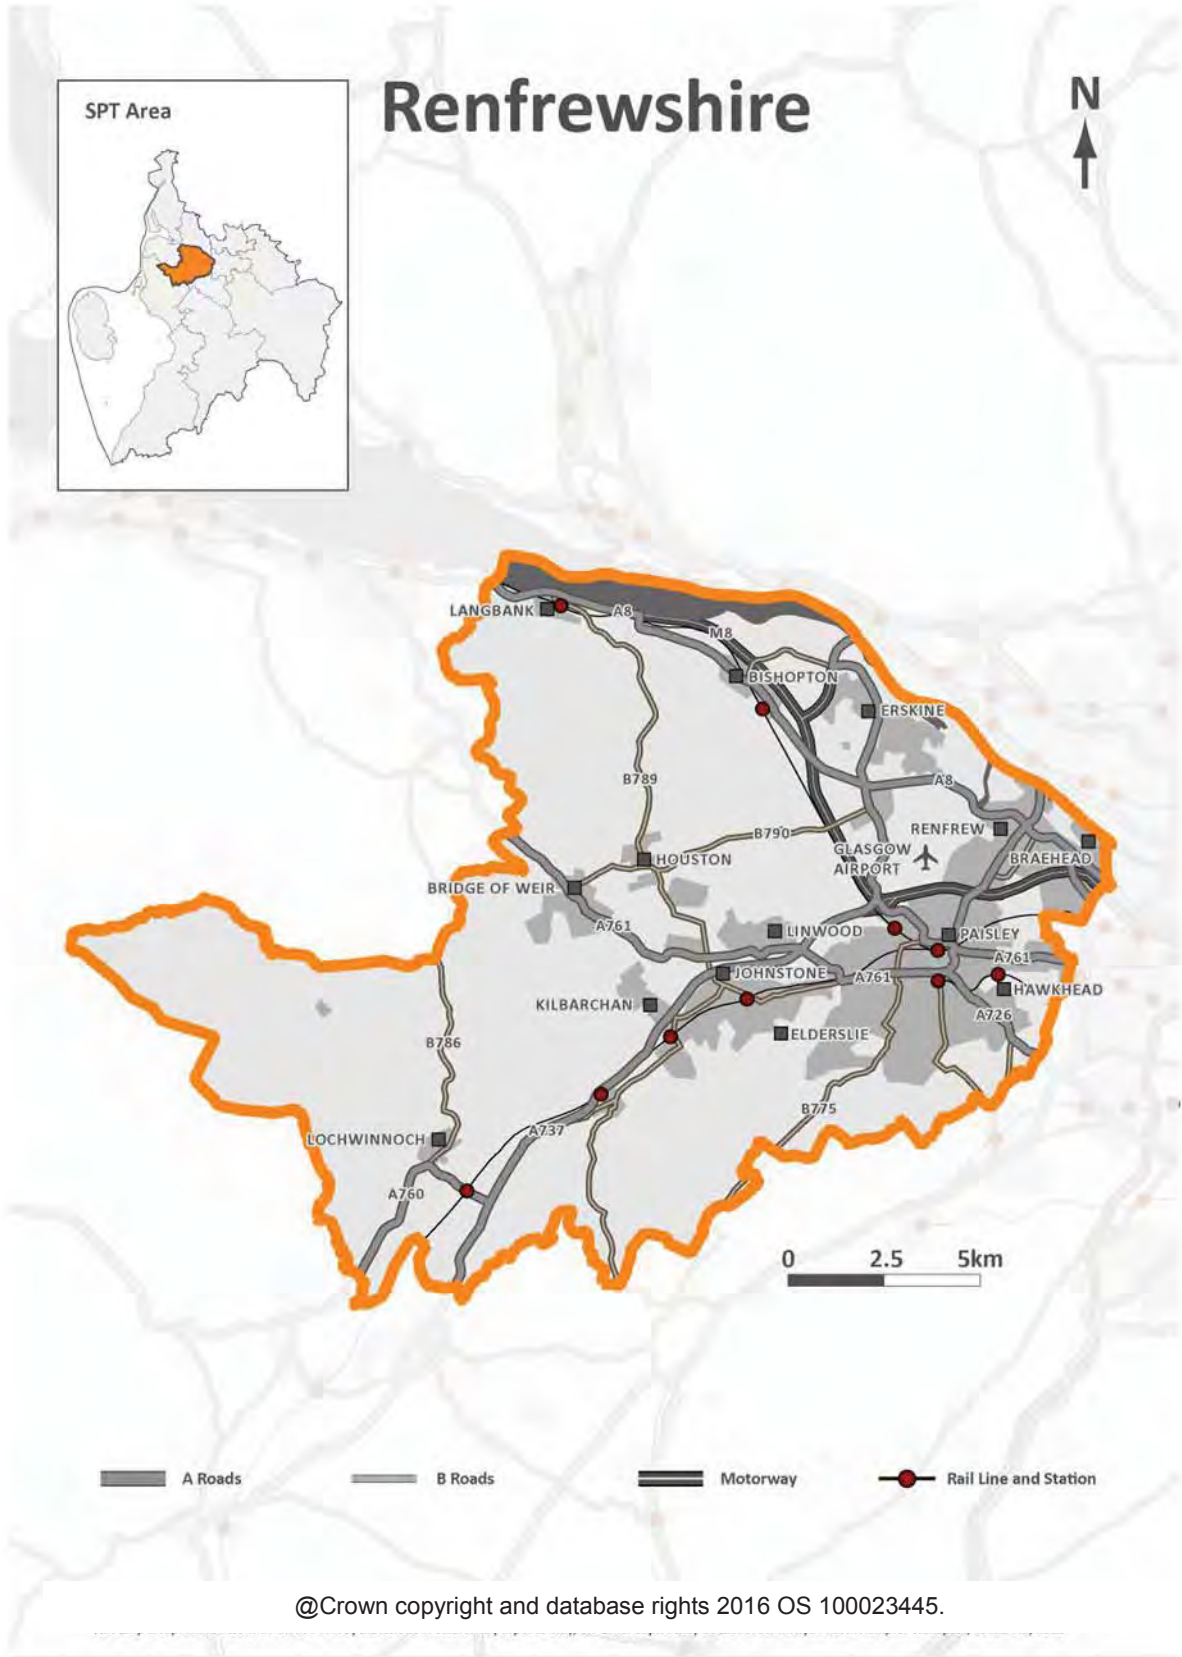 Renfrewshire
N
SPT Area
LANGBANK
A8
M8
BISHOPTON
ERSKINE
B789
A8
B790
RENFREW
GLASGOW
AIRPORT
BRAEHEAD
HOUSTON
BRIDGE OF WEIR
A761
LINWOOD
PAISLEY
A761
JOHNSTONE
A761
HAWKHEAD
KILBARCHAN
A726
ELDERSLIE
B786
B775
LOCHWINNOCH
A737
A760
0 2.5 5km
A Roads B Roads Motorway Rail Line and Station
@Crown copyright and database rights 2016 OS 100023445.